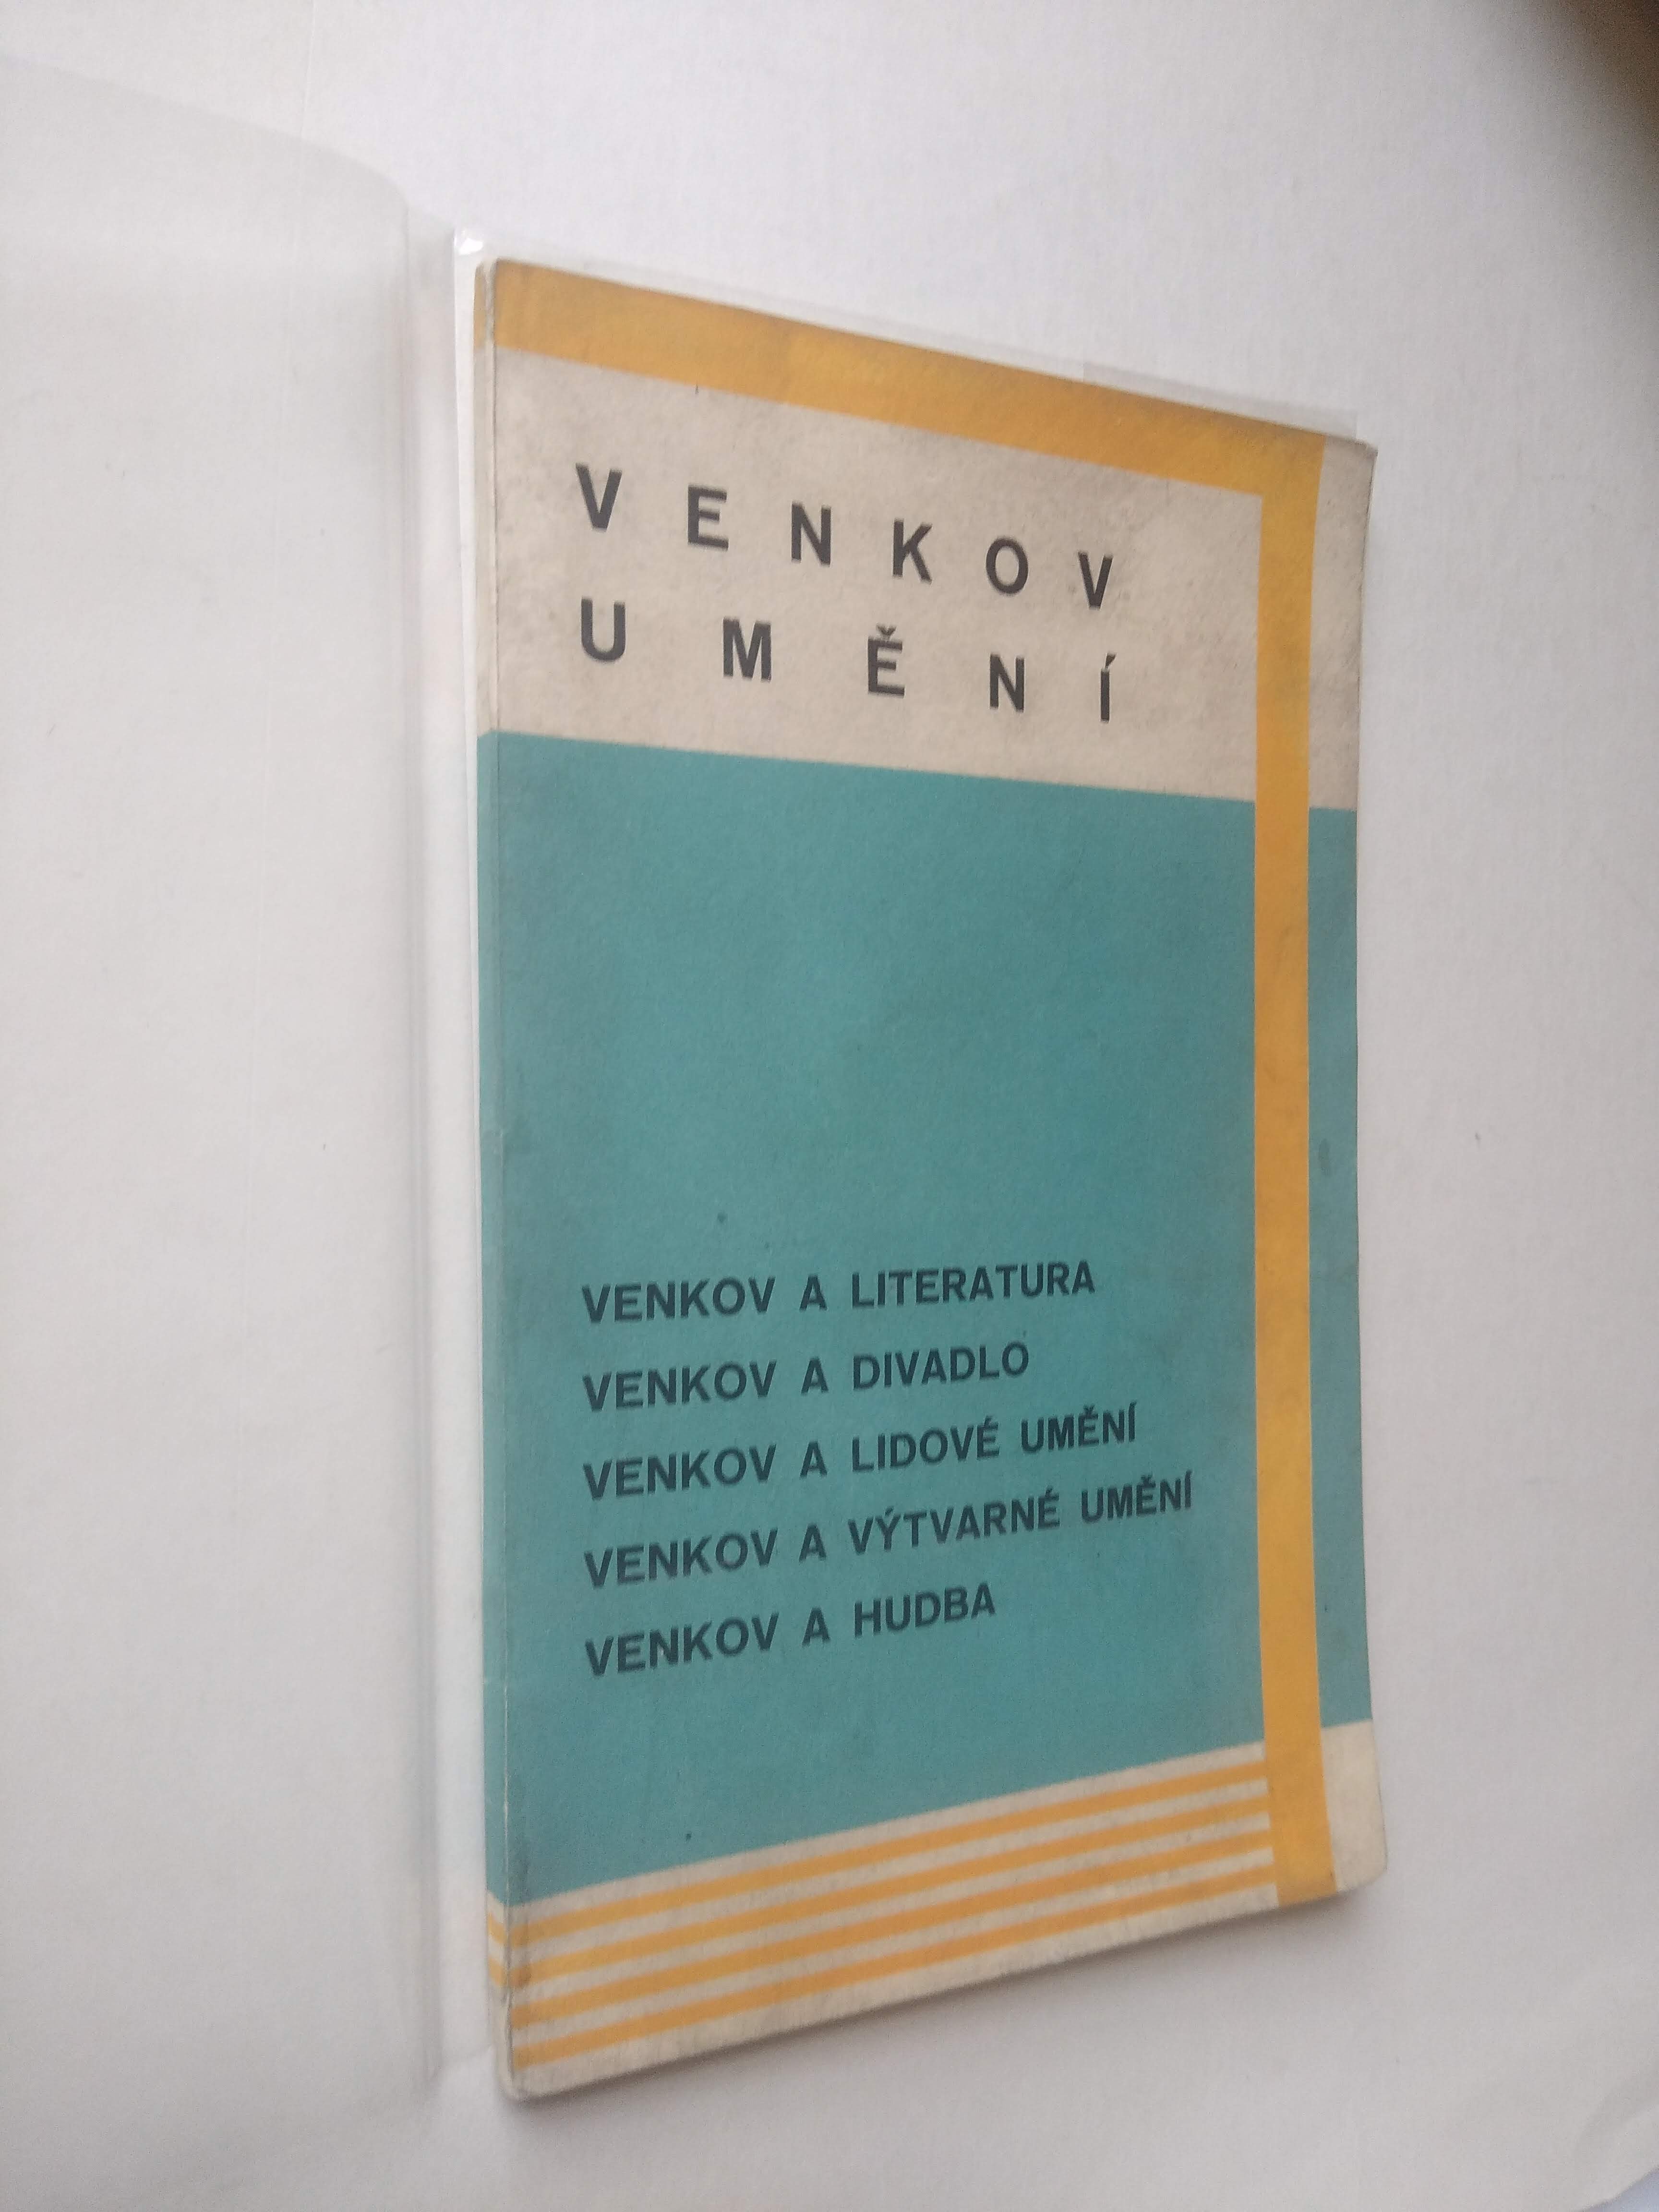 VENKOV
UMĚNÍ
VENKOV A LITERATURA
VENKOV A DIVADLO
VENKOV A LIDOVÉ UMĚNÍ
VENKOV A VÝTVARNÉ UMĚNÍ
VENKOV A HUDBA